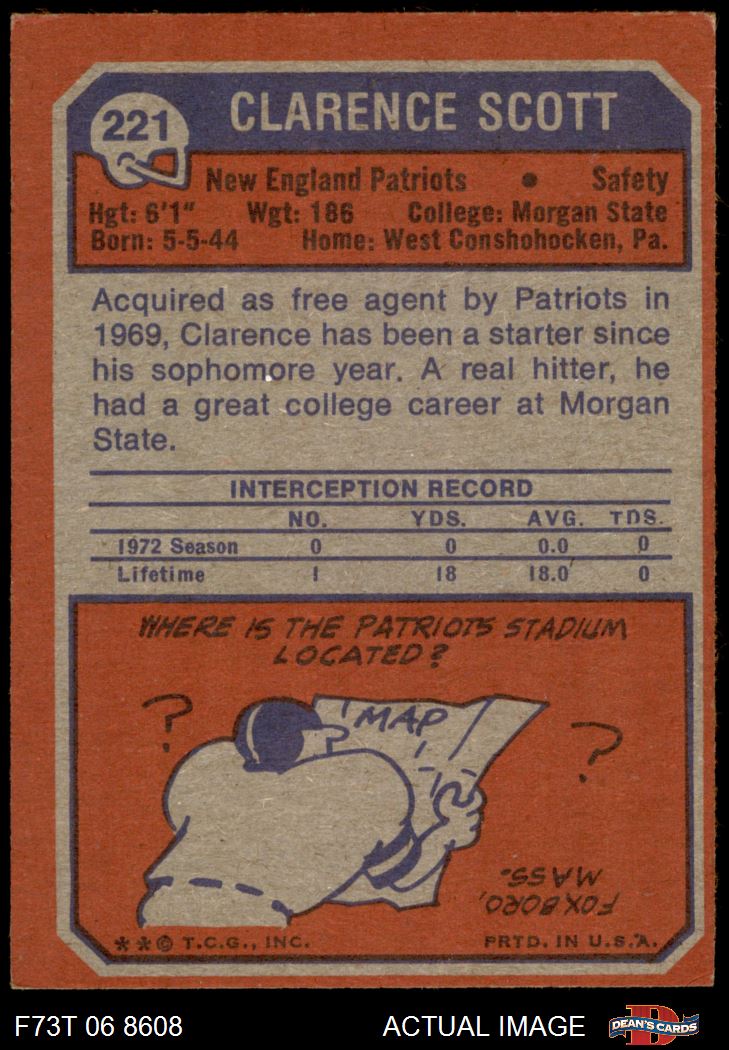 221
CLARENCE SCOTT
New England Patriots • Safety
Hgt: 6'1" Wgt: 186 College: Morgan State
Born: 5-5-44 Home: West Conshohocken, Pa.
Acquired as free agent by Patriots in
1969, Clarence has been a starter since
his sophomore year. A real hitter, he
had a great college career at Morgan
State.
INTERCEPTION RECORD
NO. YDS. AVG. TDS.
1972 Season 0 0 0.0 0
Lifetime 1 18 18.0 0
WHERE IS THE PATRIOTS STADIUM
LOCATED?
? MAP ?
FOXBORO,
MASS.
**© T.C.G., INC. PRTD. IN U.S.A.
F73T 06 8608 ACTUAL IMAGE D DEAN'S CARDS